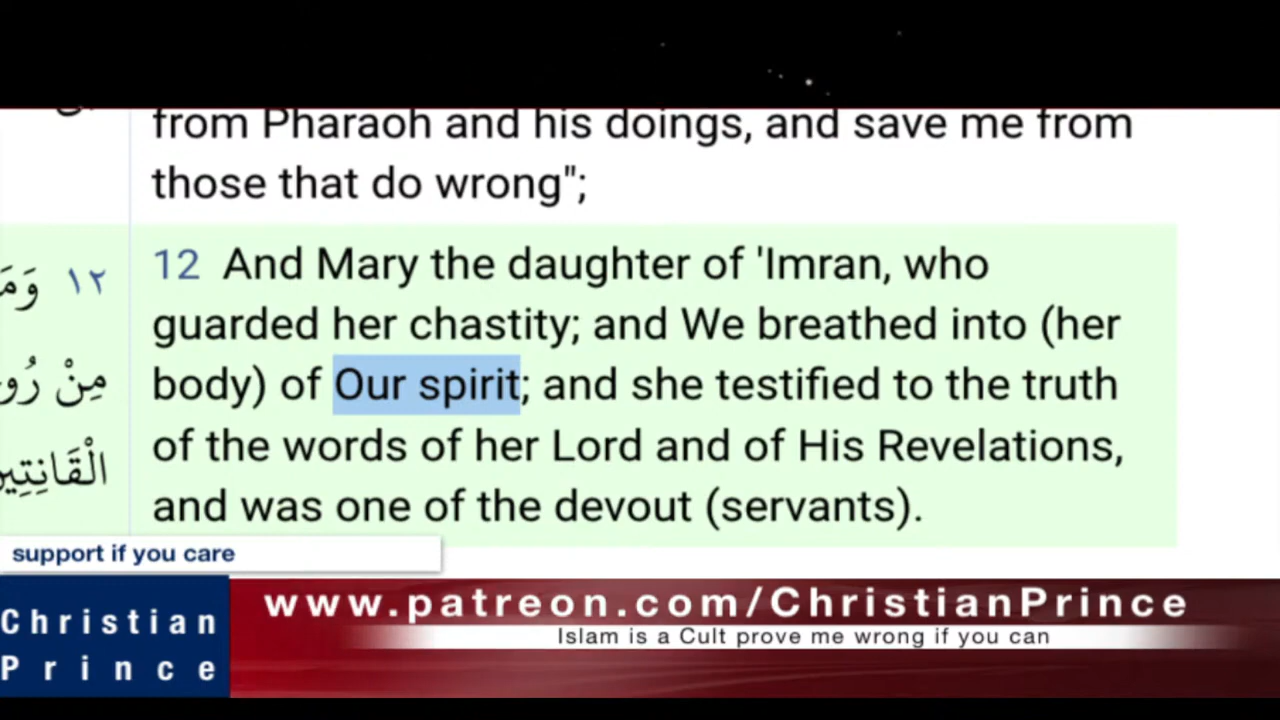 from Pharaoh and his doings, and save me from
those that do wrong";
12 And Mary the daughter of 'Imran, who
guarded her chastity; and We breathed into (her
body) of Our spirit; and she testified to the truth
of the words of her Lord and of His Revelations,
and was one of the devout (servants).
١٢
مِنْ
support if you care
Christian
Prince
www.patreon.com/ChristianPrince
Islam is a Cult prove me wrong if you can